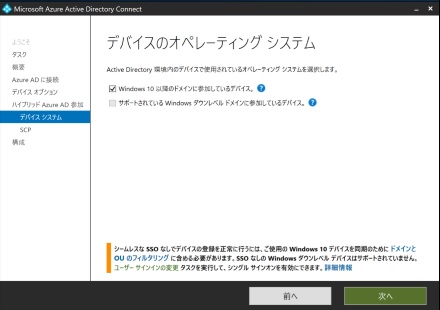 Microsoft Azure Active Directory Connect
ようこそ
タスク
概要
Azure AD に接続
デバイス オプション
ハイブリッド Azure AD 参加
デバイス システム
SCP
構成
デバイスのオペレーティング システム
Active Directory 環境内のデバイスで使用されているオペレーティング システムを選択します。
Windows 10 以降のドメインに参加しているデバイス。 ?
サポートされている Windows ダウンレベル ドメインに参加しているデバイス。 ?
シームレスな SSO なしでデバイスの登録を正常に行うには、ご使用の Windows 10 デバイスを同期のために ドメインと
OU のフィルタリング に含める必要があります。SSO なしの Windows ダウンレベル デバイスはサポートされていません。
ユーザー サインインの変更 タスクを実行して、シングル サインオンを有効にできます。詳細情報
前へ
次へ